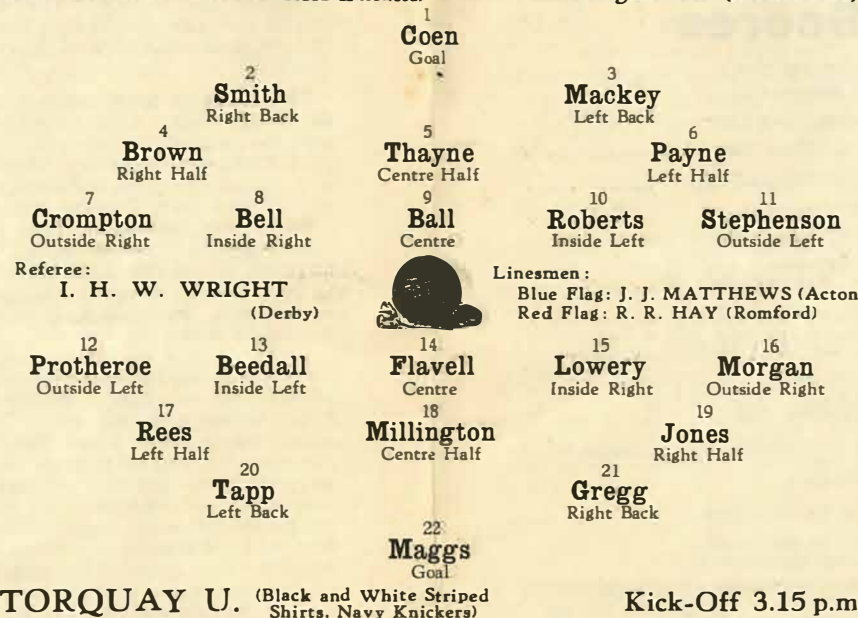 1
Coen
Goal
2 3
Smith Mackey
Right Back Left Back
4 5 6
Brown Thayne Payne
Right Half Centre Half Left Half
7 8 9 10 11
Crompton Bell Ball Roberts Stephenson
Outside Right Inside Right Centre Inside Left Outside Left
Referee: Linesmen:
I. H. W. WRIGHT Blue Flag: J. J. MATTHEWS (Acton
(Derby) Red Flag: R. R. HAY (Romford)
12 13 14 15 16
Protheroe Beedall Flavell Lowery Morgan
Outside Left Inside Left Centre Inside Right Outside Right
17 18 19
Rees Millington Jones
Left Half Centre Half Right Half
20 21
Tapp Gregg
Left Back Right Back
22
Maggs
Goal
TORQUAY U. (Black and White Striped Kick-Off 3.15 p.m
Shirts. Navy Knickers)